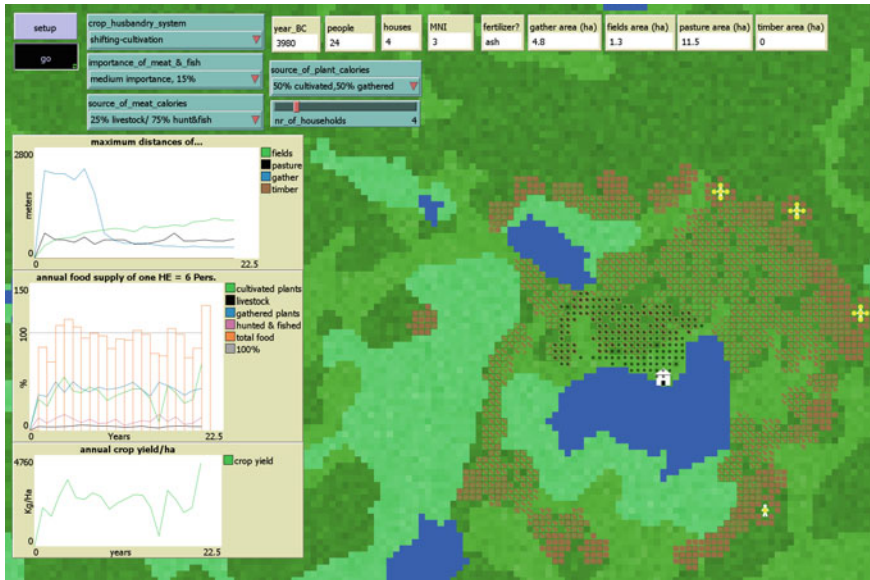 setup
go
crop_husbandry_system
shifting-cultivation
importance_of_meat_&_fish
medium importance, 15%
source_of_meat_calories
25% livestock/ 75% hunt&fish
year_BC
3980
people
24
houses
4
MNI
3
fertilizer?
ash
gather area (ha)
4.8
fields area (ha)
1.3
pasture area (ha)
11.5
timber area (ha)
0
source_of_plant_calories
50% cultivated,50% gathered
nr_of_households 4
maximum distances of...
2800
meters
0
22.5
fields
pasture
gather
timber
annual food supply of one HE = 6 Pers.
150
100
%
0
Years
22.5
cultivated plants
livestock
gathered plants
hunted & fished
total food
100%
annual crop yield/ha
4760
Kg/Ha
0
0
years
22.5
crop yield